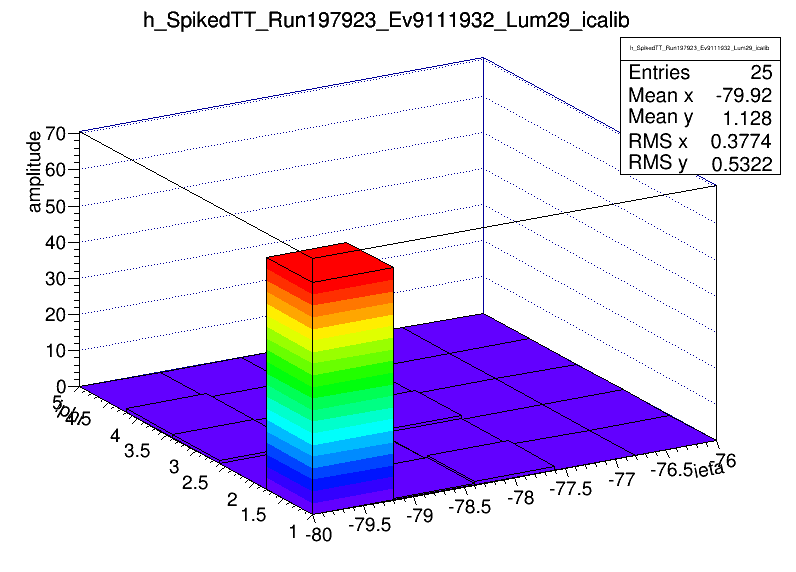 h_SpikedTT_Run197923_Ev9111932_Lum29_icalib
h_SpikedTT_Run197923_Ev9111932_Lum29_icalib
Entries 25
Mean x -79.92
Mean y 1.128
RMS x 0.3774
RMS y 0.5322
amplitude
70
60
50
40
30
20
10
0
5
4.5
4
3.5
3
2.5
2
1.5
1
-80
-79.5
-79
-78.5
-78
-77.5
-77
-76.5
-76
ieta